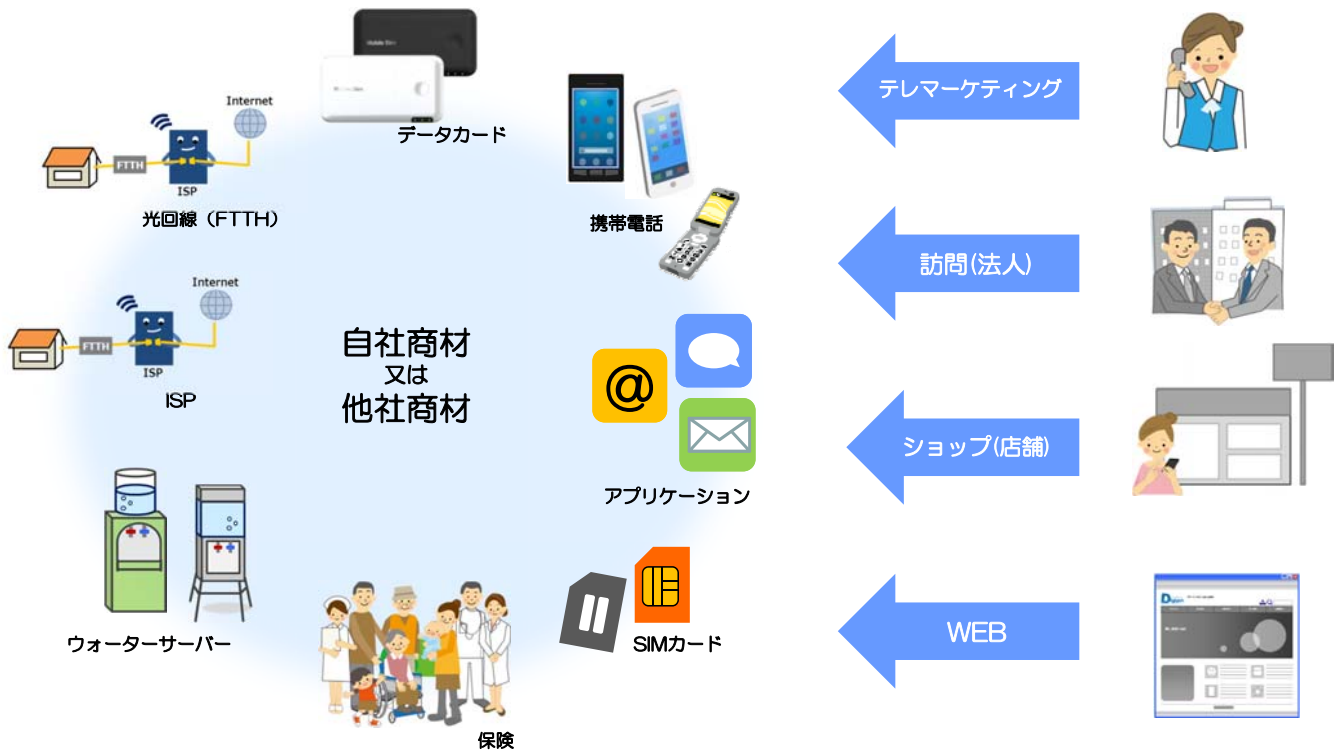 データカード
Internet
FTTH
ISP
光回線（FTTH）
携帯電話
Internet
FTTH
ISP
ISP
自社商材
又は
他社商材
@
アプリケーション
ウォーターサーバー
SIMカード
保険
テレマーケティング
訪問(法人)
ショップ(店舗)
WEB